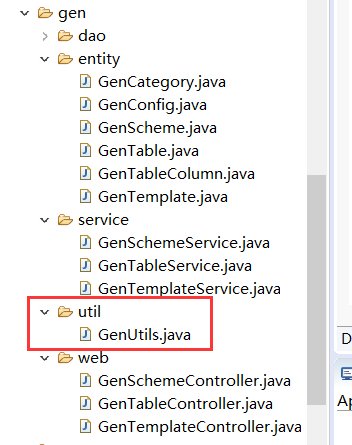 gen
dao
entity
GenCategory.java
GenConfig.java
GenScheme.java
GenTable.java
GenTableColumn.java
GenTemplate.java
service
GenSchemeService.java
GenTableService.java
GenTemplateService.java
util
GenUtils.java
D
web
GenSchemeController.java
Ap
GenTableController.java
GenTemplateController.java